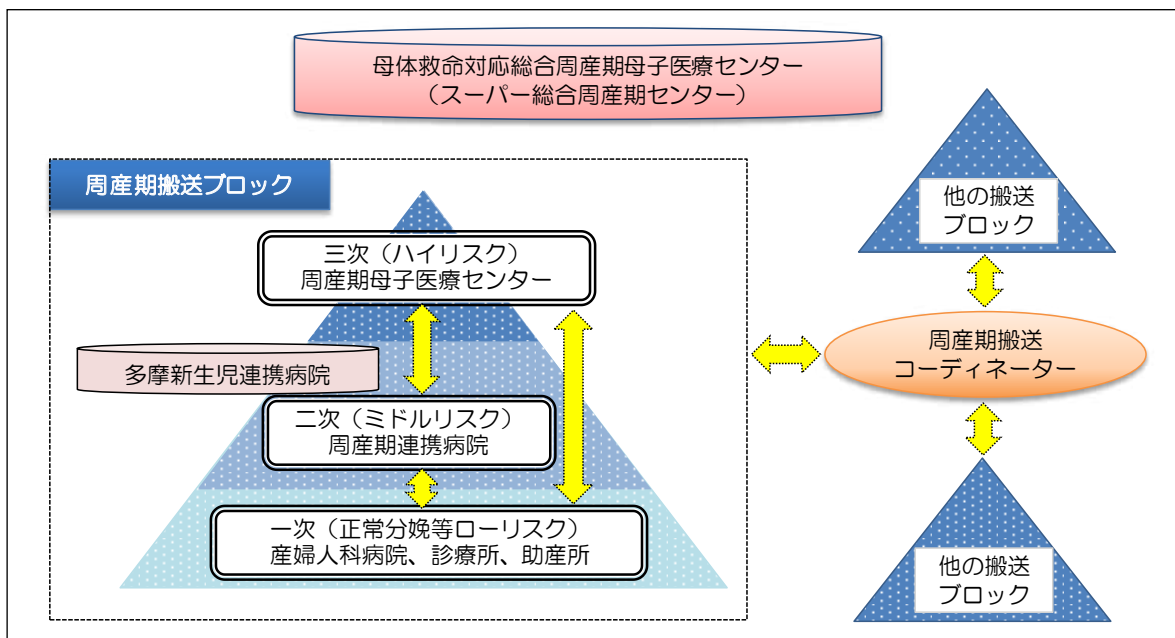 母体救命対応総合周産期母子医療センター
（スーパー総合周産期センター）
周産期搬送ブロック
三次（ハイリスク）
周産期母子医療センター
多摩新生児連携病院
二次（ミドルリスク）
周産期連携病院
一次（正常分娩等ローリスク）
産婦人科病院、診療所、助産所
他の搬送
ブロック
周産期搬送
コーディネーター
他の搬送
ブロック